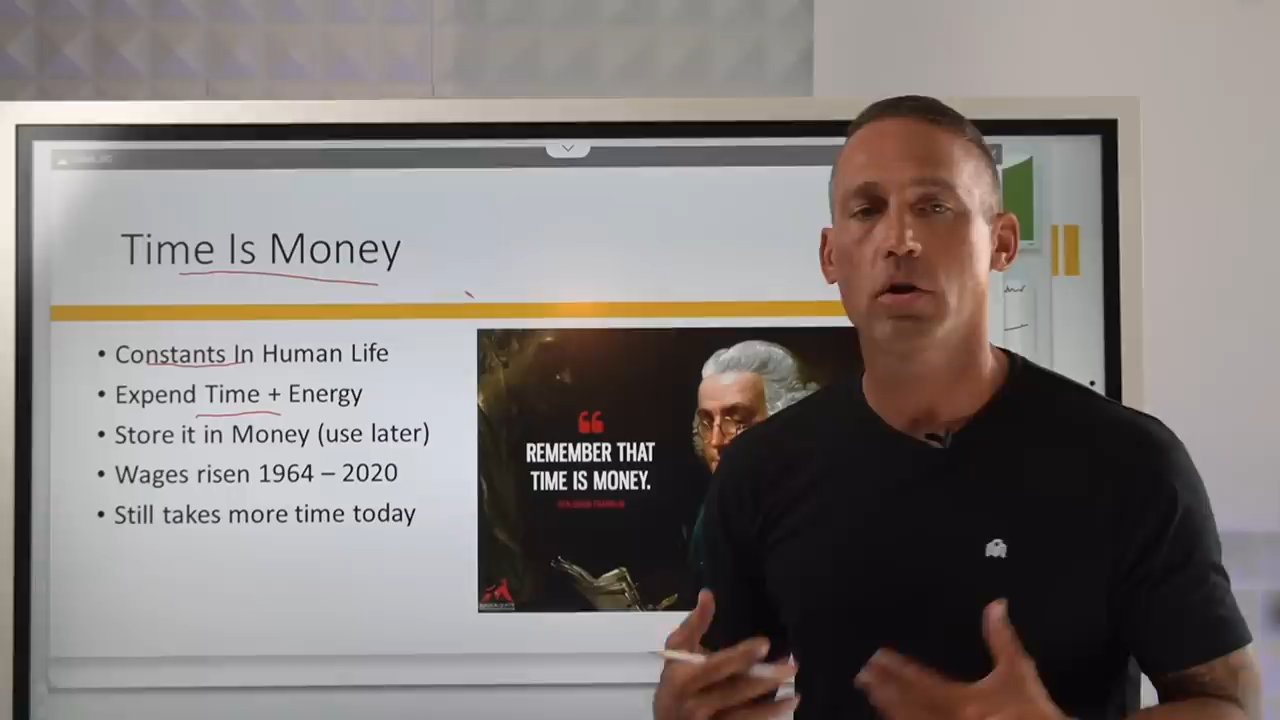 Time Is Money
• Constants In Human Life
• Expend Time + Energy
• Store it in Money (use later)
• Wages risen 1964 – 2020
• Still takes more time today
REMEMBER THAT
TIME IS MONEY.